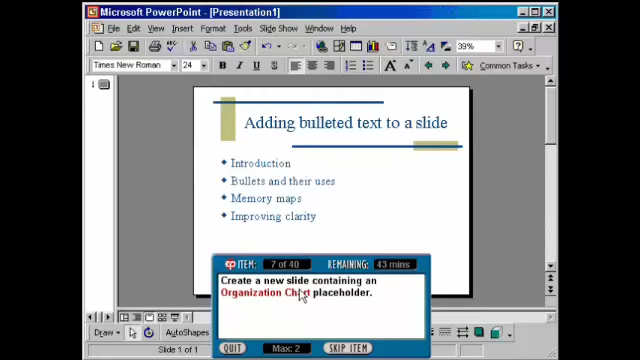 Microsoft PowerPoint - [Presentation1]
File Edit View Insert Format Tools Slide Show Window Help
39%
Times New Roman 24 B I U S A A Common Tasks
1
Adding bulleted text to a slide
Introduction
Bullets and their uses
Memory maps
Improving clarity
ITEM: 7 of 40 REMAINING: 43 mins
Create a new slide containing an
Organization Chart placeholder.
QUIT Max: 2 SKIP ITEM
Draw AutoShapes
Slide 1 of 1